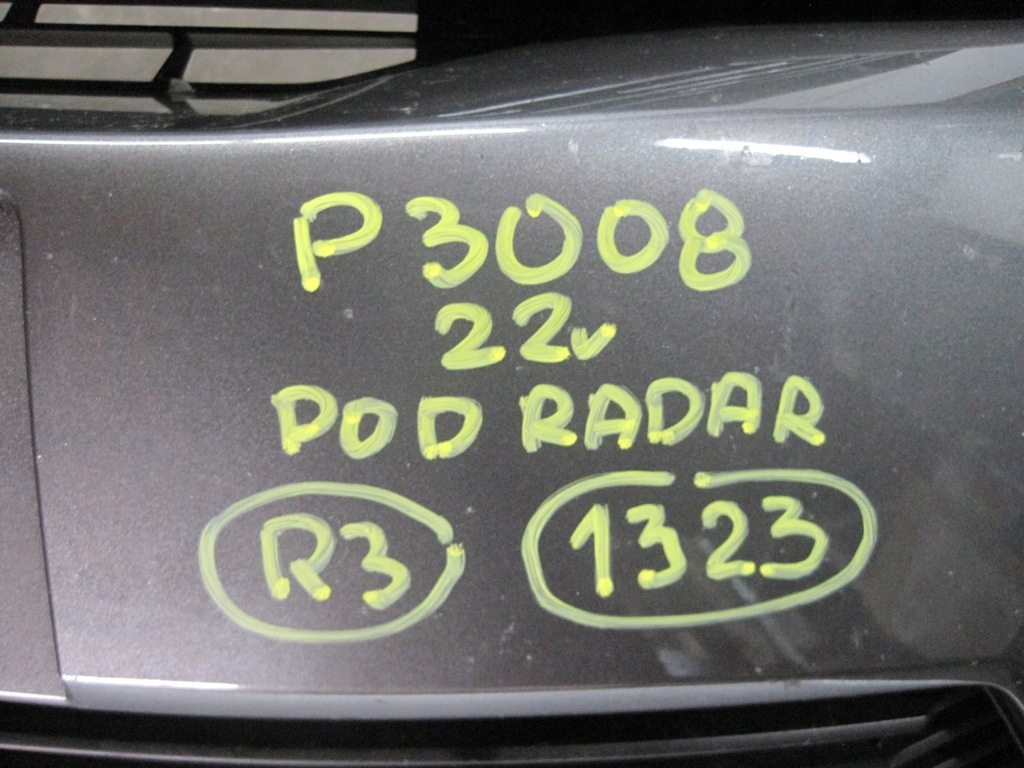 P3008
22v
POD RADAR
R3 1323